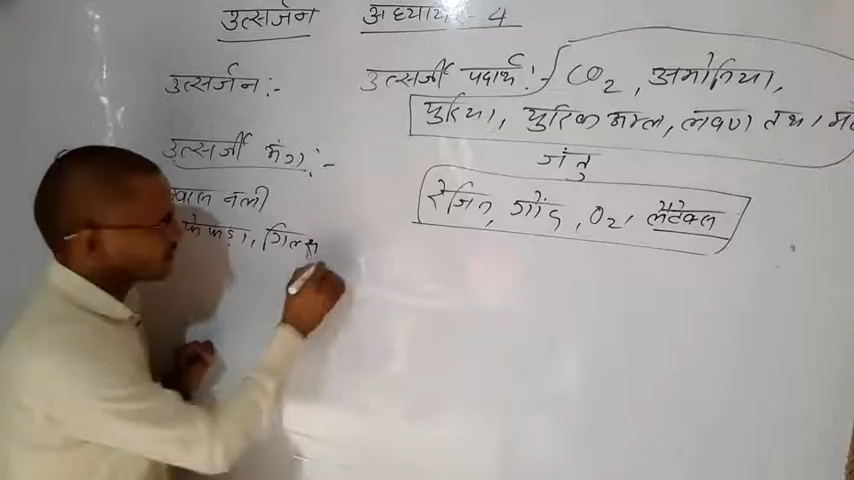 उत्सर्जन अध्याय - 4
उत्सर्जन :-
उत्सर्जी पदार्थ :- CO2, अमोनिया,
युरिया, युरिक अम्ल, लवण तथा
जंतु
उत्सर्जी अंग :-
रेजिन, गोंद, O2, लैटेक्स
श्वास नली
फेफड़ा, गिल्स